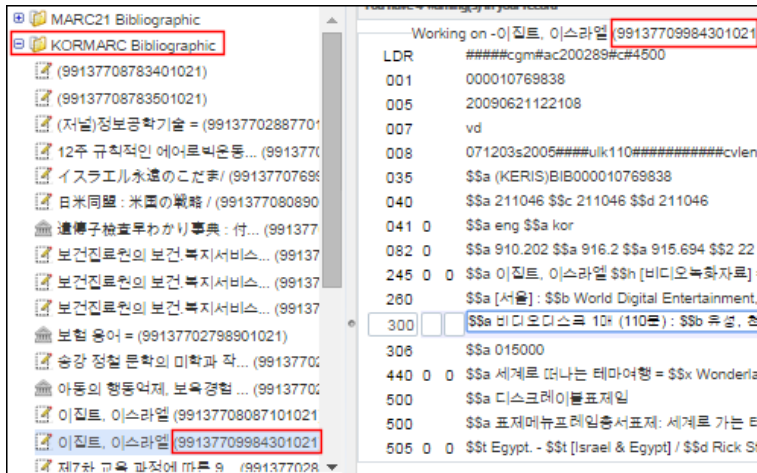 MARC21 Bibliographic
KORMARC Bibliographic
(99137708783401021)
(99137708783501021)
(저널)정보공학기술 = (9913770288770
12주 규칙적인 에어로빅운동... (9913770
イスラエル永遠のこだま/ (9913770769
日米同盟 : 米国の戦略 / (991377080890
遺傳子檢査早わかり事典 : 付... (991377
보건진료원의 보건.복지서비스... (99137
보건진료원의 보건.복지서비스... (99137
보건진료원의 보건.복지서비스... (99137
보험 용어 = (99137702798901021)
송강 정철 문학의 미학과 작... (99137702
아동의 행동억제, 보육경험 ... (99137702
이집트, 이스라엘 (99137708087101021
이집트, 이스라엘 (99137709984301021
제7차 교육 과정에 따른 9... (991377028
Working on -이집트, 이스라엘 (99137709984301021
LDR #####cgm#ac200289#c#4500
001 000010769838
005 20090621122108
007 vd
008 071203s2005####ulk110###########cvlen
035 $$a (KERIS)BIB000010769838
040 $$a 211046 $$c 211046 $$d 211046
041 0 $$a eng $$a kor
082 0 $$a 910.202 $$a 916.2 $$a 915.694 $$2 22
245 0 0 $$a 이집트, 이스라엘 $$h [비디오녹화자료]
260 $$a [서울] : $$b World Digital Entertainment,
300 $$a 비디오디스크 1매 (110분) : $$b 유성,
306 $$a 015000
440 0 0 $$a 세계로 떠나는 테마여행 = $$x Wonderla
500 $$a 디스크레이블표제임
500 $$a 표제메뉴프레임총서표제: 세계로 가는
505 0 0 $$t Egypt. - $$t [Israel & Egypt] / $$d Rick St